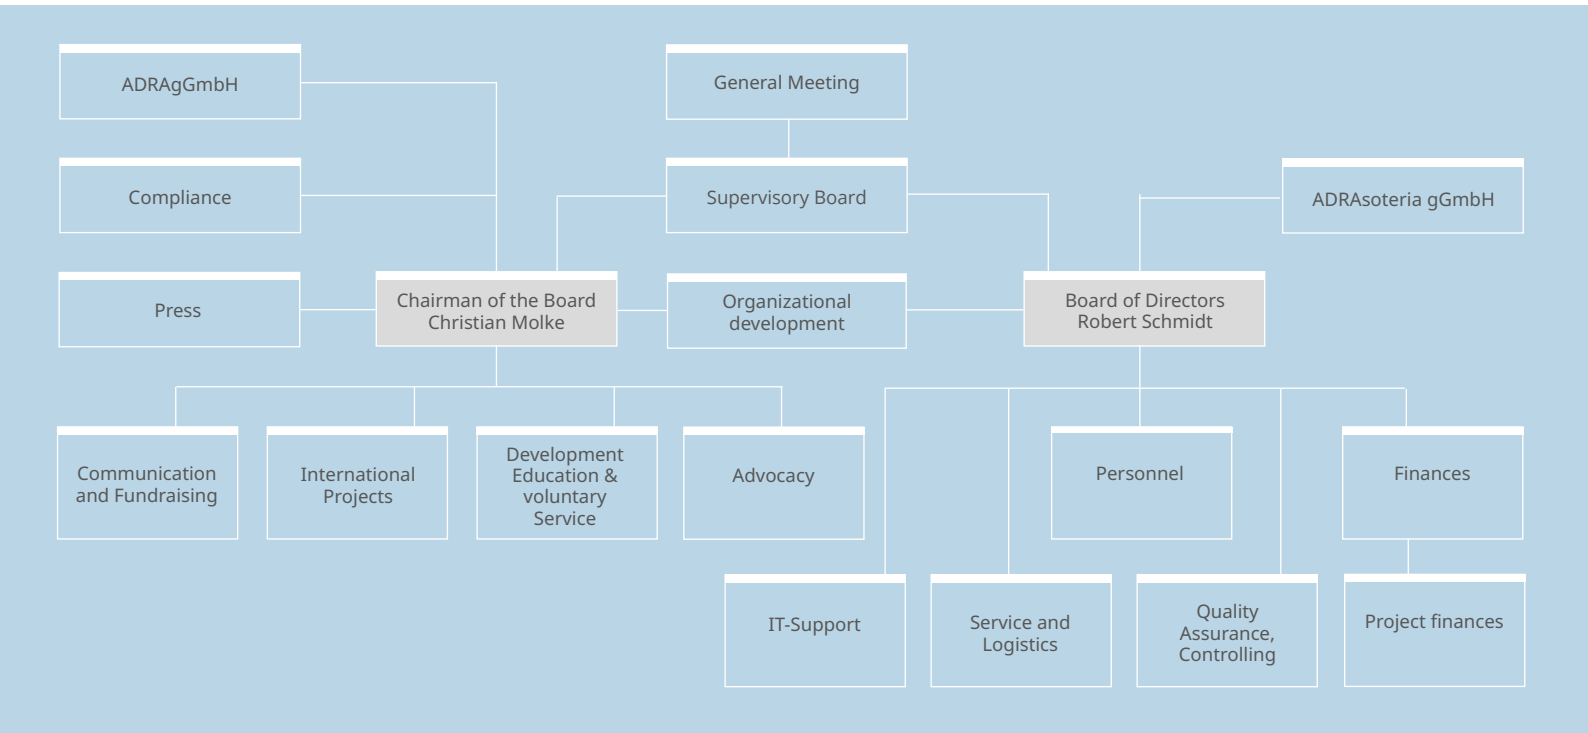 ADRAgGmbH
General Meeting
Compliance
Supervisory Board
ADRAsoteria gGmbH
Press
Chairman of the Board
Christian Molke
Organizational
development
Board of Directors
Robert Schmidt
Communication
and Fundraising
International
Projects
Development
Education &
voluntary
Service
Advocacy
Personnel
Finances
IT-Support
Service and
Logistics
Quality
Assurance,
Controlling
Project finances